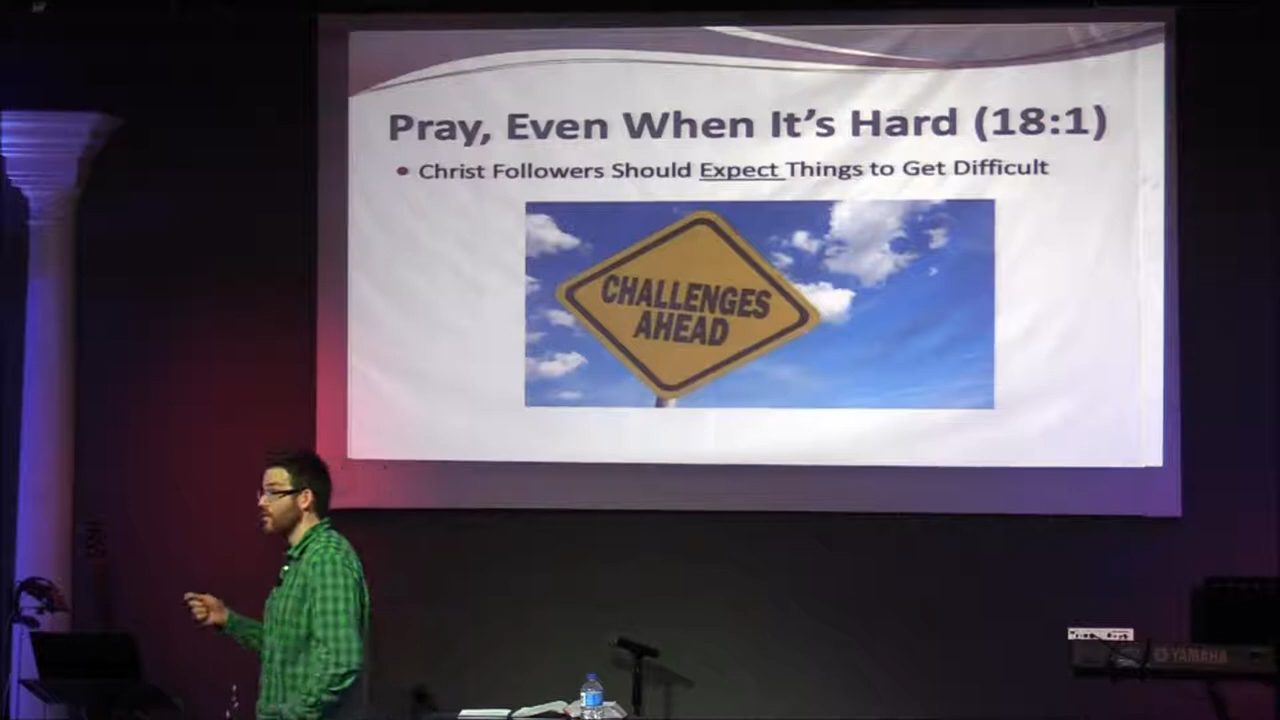 Pray, Even When It's Hard (18:1)
• Christ Followers Should Expect Things to Get Difficult
CHALLENGES
AHEAD
YAMAHA